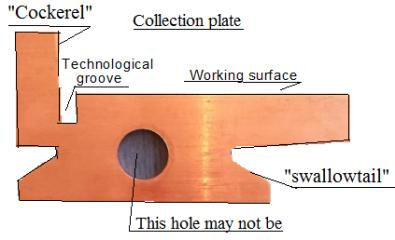 "Cockerel"
Collection plate
Technological
groove
Working surface
"swallowtail"
This hole may not be